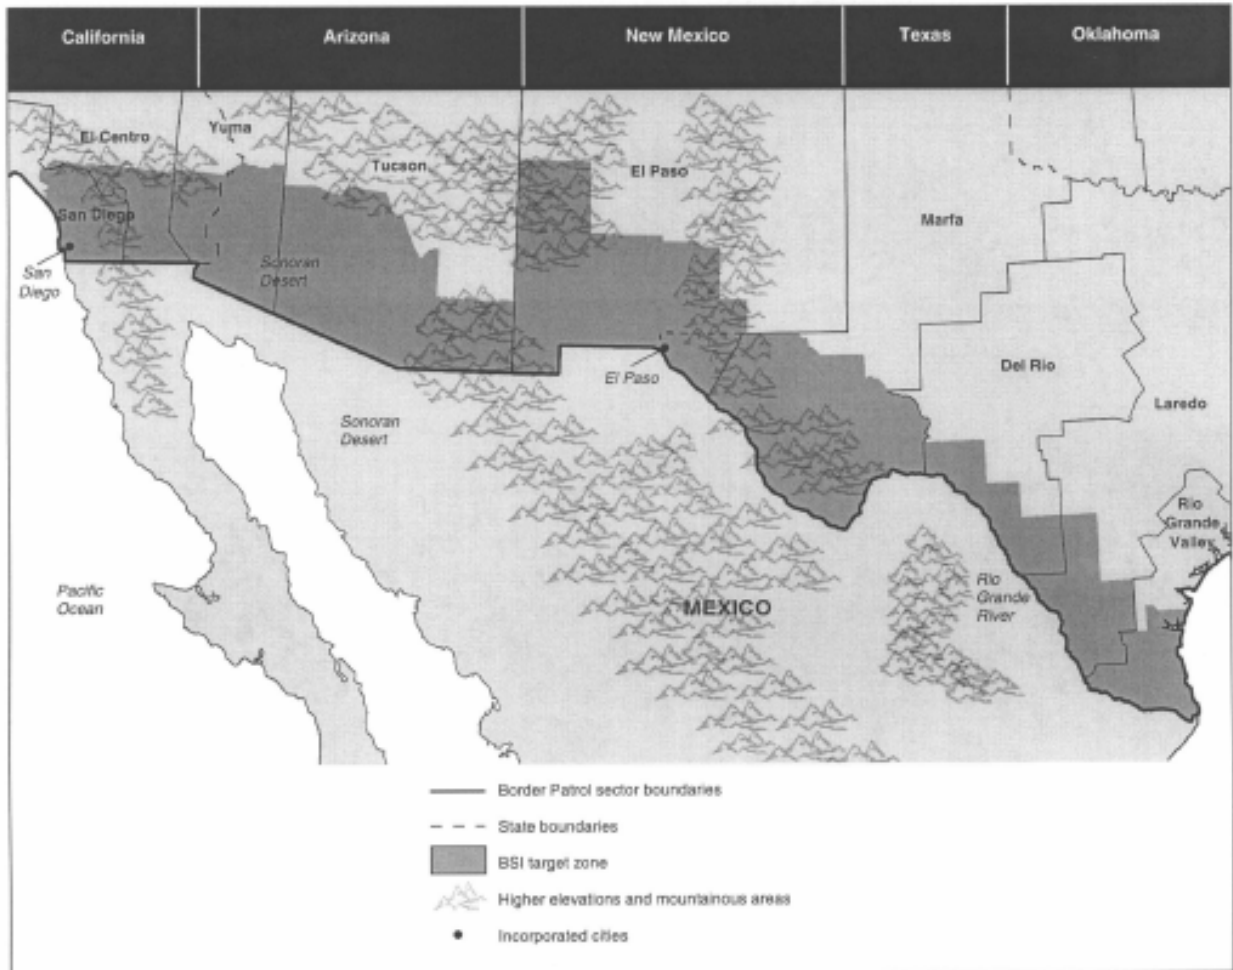 California Arizona New Mexico Texas Oklahoma
El Centro
Yuma
Tucson
El Paso
San Diego
Marfa
San
Diego
Sonoran
Desert
El Paso
Del Rio
Laredo
Sonoran
Desert
Rio
Grande
Valley
Pacific
Ocean
MEXICO
Rio
Grande
River
Border Patrol sector boundaries
State boundaries
BSI target zone
Higher elevations and mountainous areas
Incorporated cities